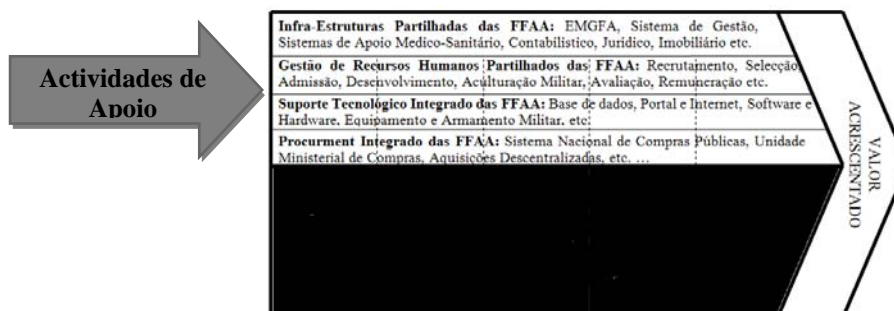 Actividades de
Apoio
Infra-Estruturas Partilhadas das FFAA: EMGFA, Sistema de Gestão,
Sistemas de Apoio Medico-Sanitário, Contabilistico, Jurídico, Imobiliário etc.
Gestão de Recursos Humanos Partilhados das FFAA: Recrutamento, Selecção,
Admissão, Desenvolvimento, Aculturação Militar, Avaliação, Remuneração etc.
Suporte Tecnológico Integrado das FFAA: Base de dados, Portal e Internet, Software e
Hardware, Equipamento e Armamento Militar, etc.
Procurment Integrado das FFAA: Sistema Nacional de Compras Públicas, Unidade
Ministerial de Compras, Aquisições Descentralizadas, etc. …
VALOR
ACRESCENTADO